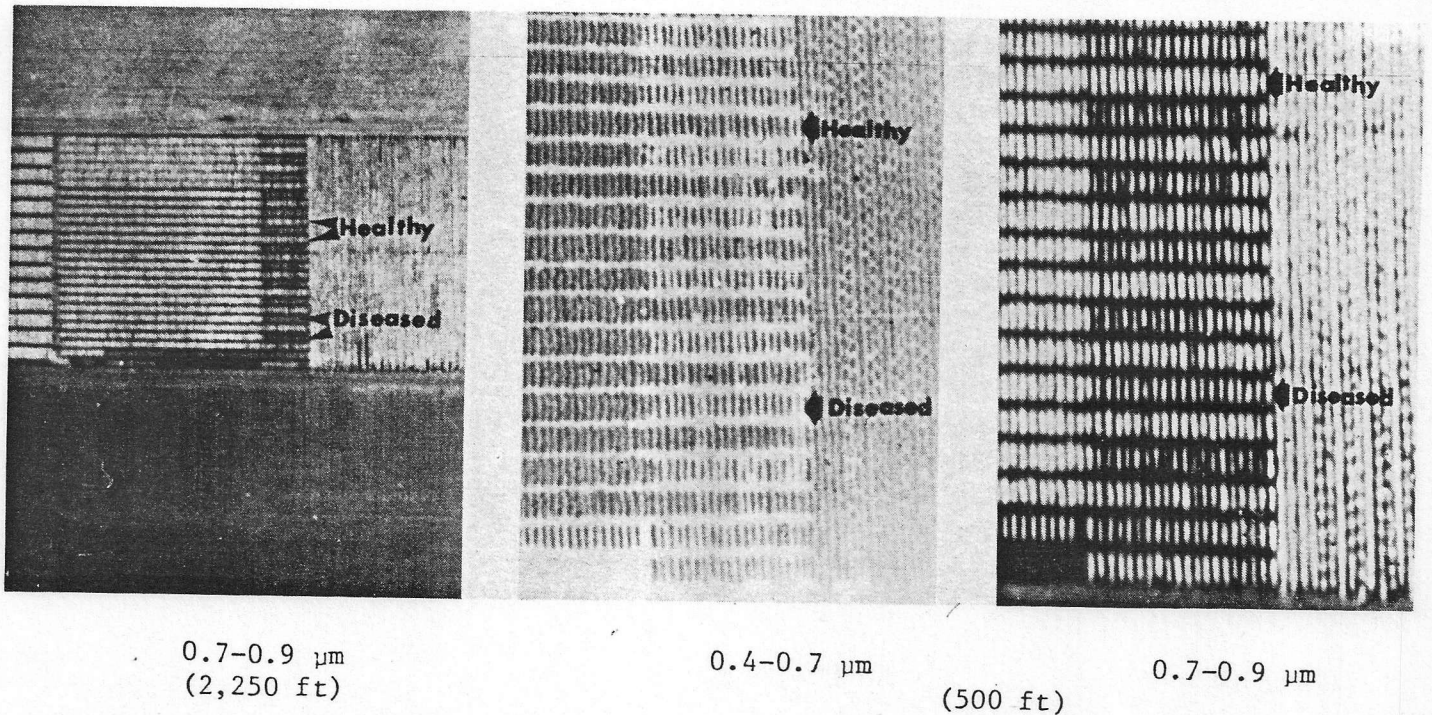 Healthy
Diseased
Healthy
Diseased
Healthy
Diseased
0.7-0.9 μm
(2,250 ft)
0.4-0.7 μm
0.7-0.9 μm
(500 ft)